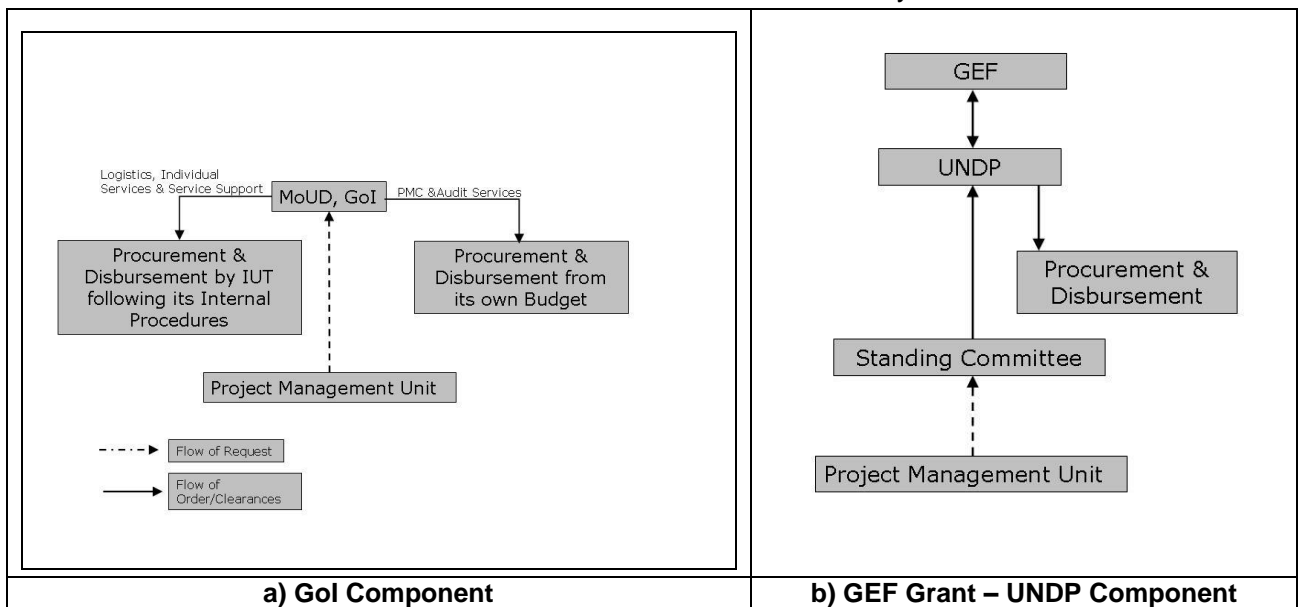 Logistics, Individual
Services & Service Support
MoUD, GoI
PMC &Audit Services
Procurement &
Disbursement by IUT
following its Internal
Procedures
Procurement &
Disbursement from
its own Budget
Project Management Unit
Flow of Request
Flow of
Order/Clearances
a) GoI Component
GEF
UNDP
Procurement &
Disbursement
Standing Committee
Project Management Unit
b) GEF Grant – UNDP Component